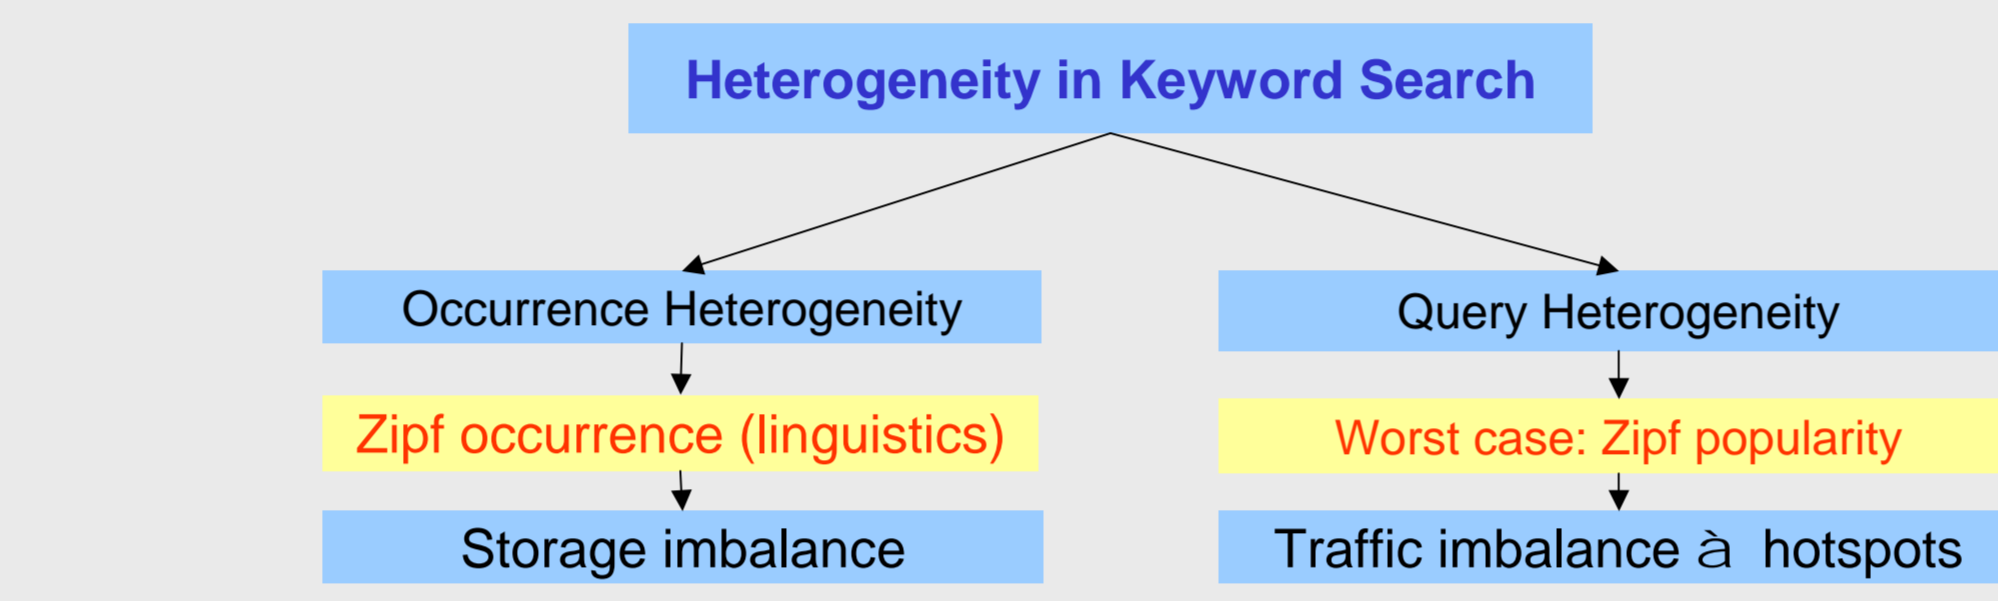 Heterogeneity in Keyword Search
Occurrence Heterogeneity
Query Heterogeneity
Zipf occurrence (linguistics)
Worst case: Zipf popularity
Storage imbalance
Traffic imbalance à hotspots